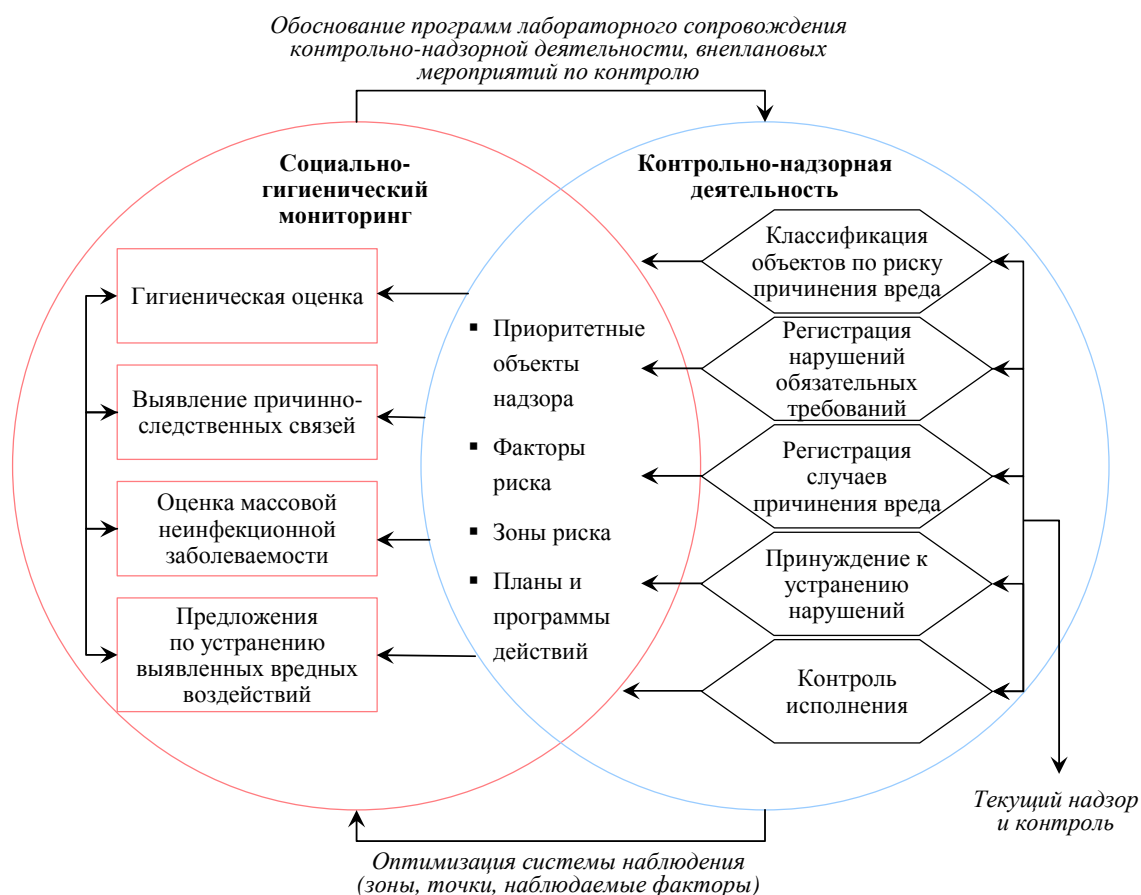 Обоснование программ лабораторного сопровождения
контрольно-надзорной деятельности, внеплановых
мероприятий по контролю
Социально-
гигиенический
мониторинг
Гигиеническая оценка
Выявление причинно-
следственных связей
Оценка массовой
неинфекционной
заболеваемости
Предложения
по устранению
выявленных вредных
воздействий
▪ Приоритетные
объекты
надзора
▪ Факторы
риска
▪ Зоны риска
▪ Планы и
программы
действий
Контрольно-надзорная
деятельность
Классификация
объектов по риску
причинения вреда
Регистрация
нарушений
обязательных
требований
Регистрация
случаев
причинения вреда
Принуждение к
устранению
нарушений
Контроль
исполнения
Текущий надзор
и контроль
Оптимизация системы наблюдения
(зоны, точки, наблюдаемые факторы)